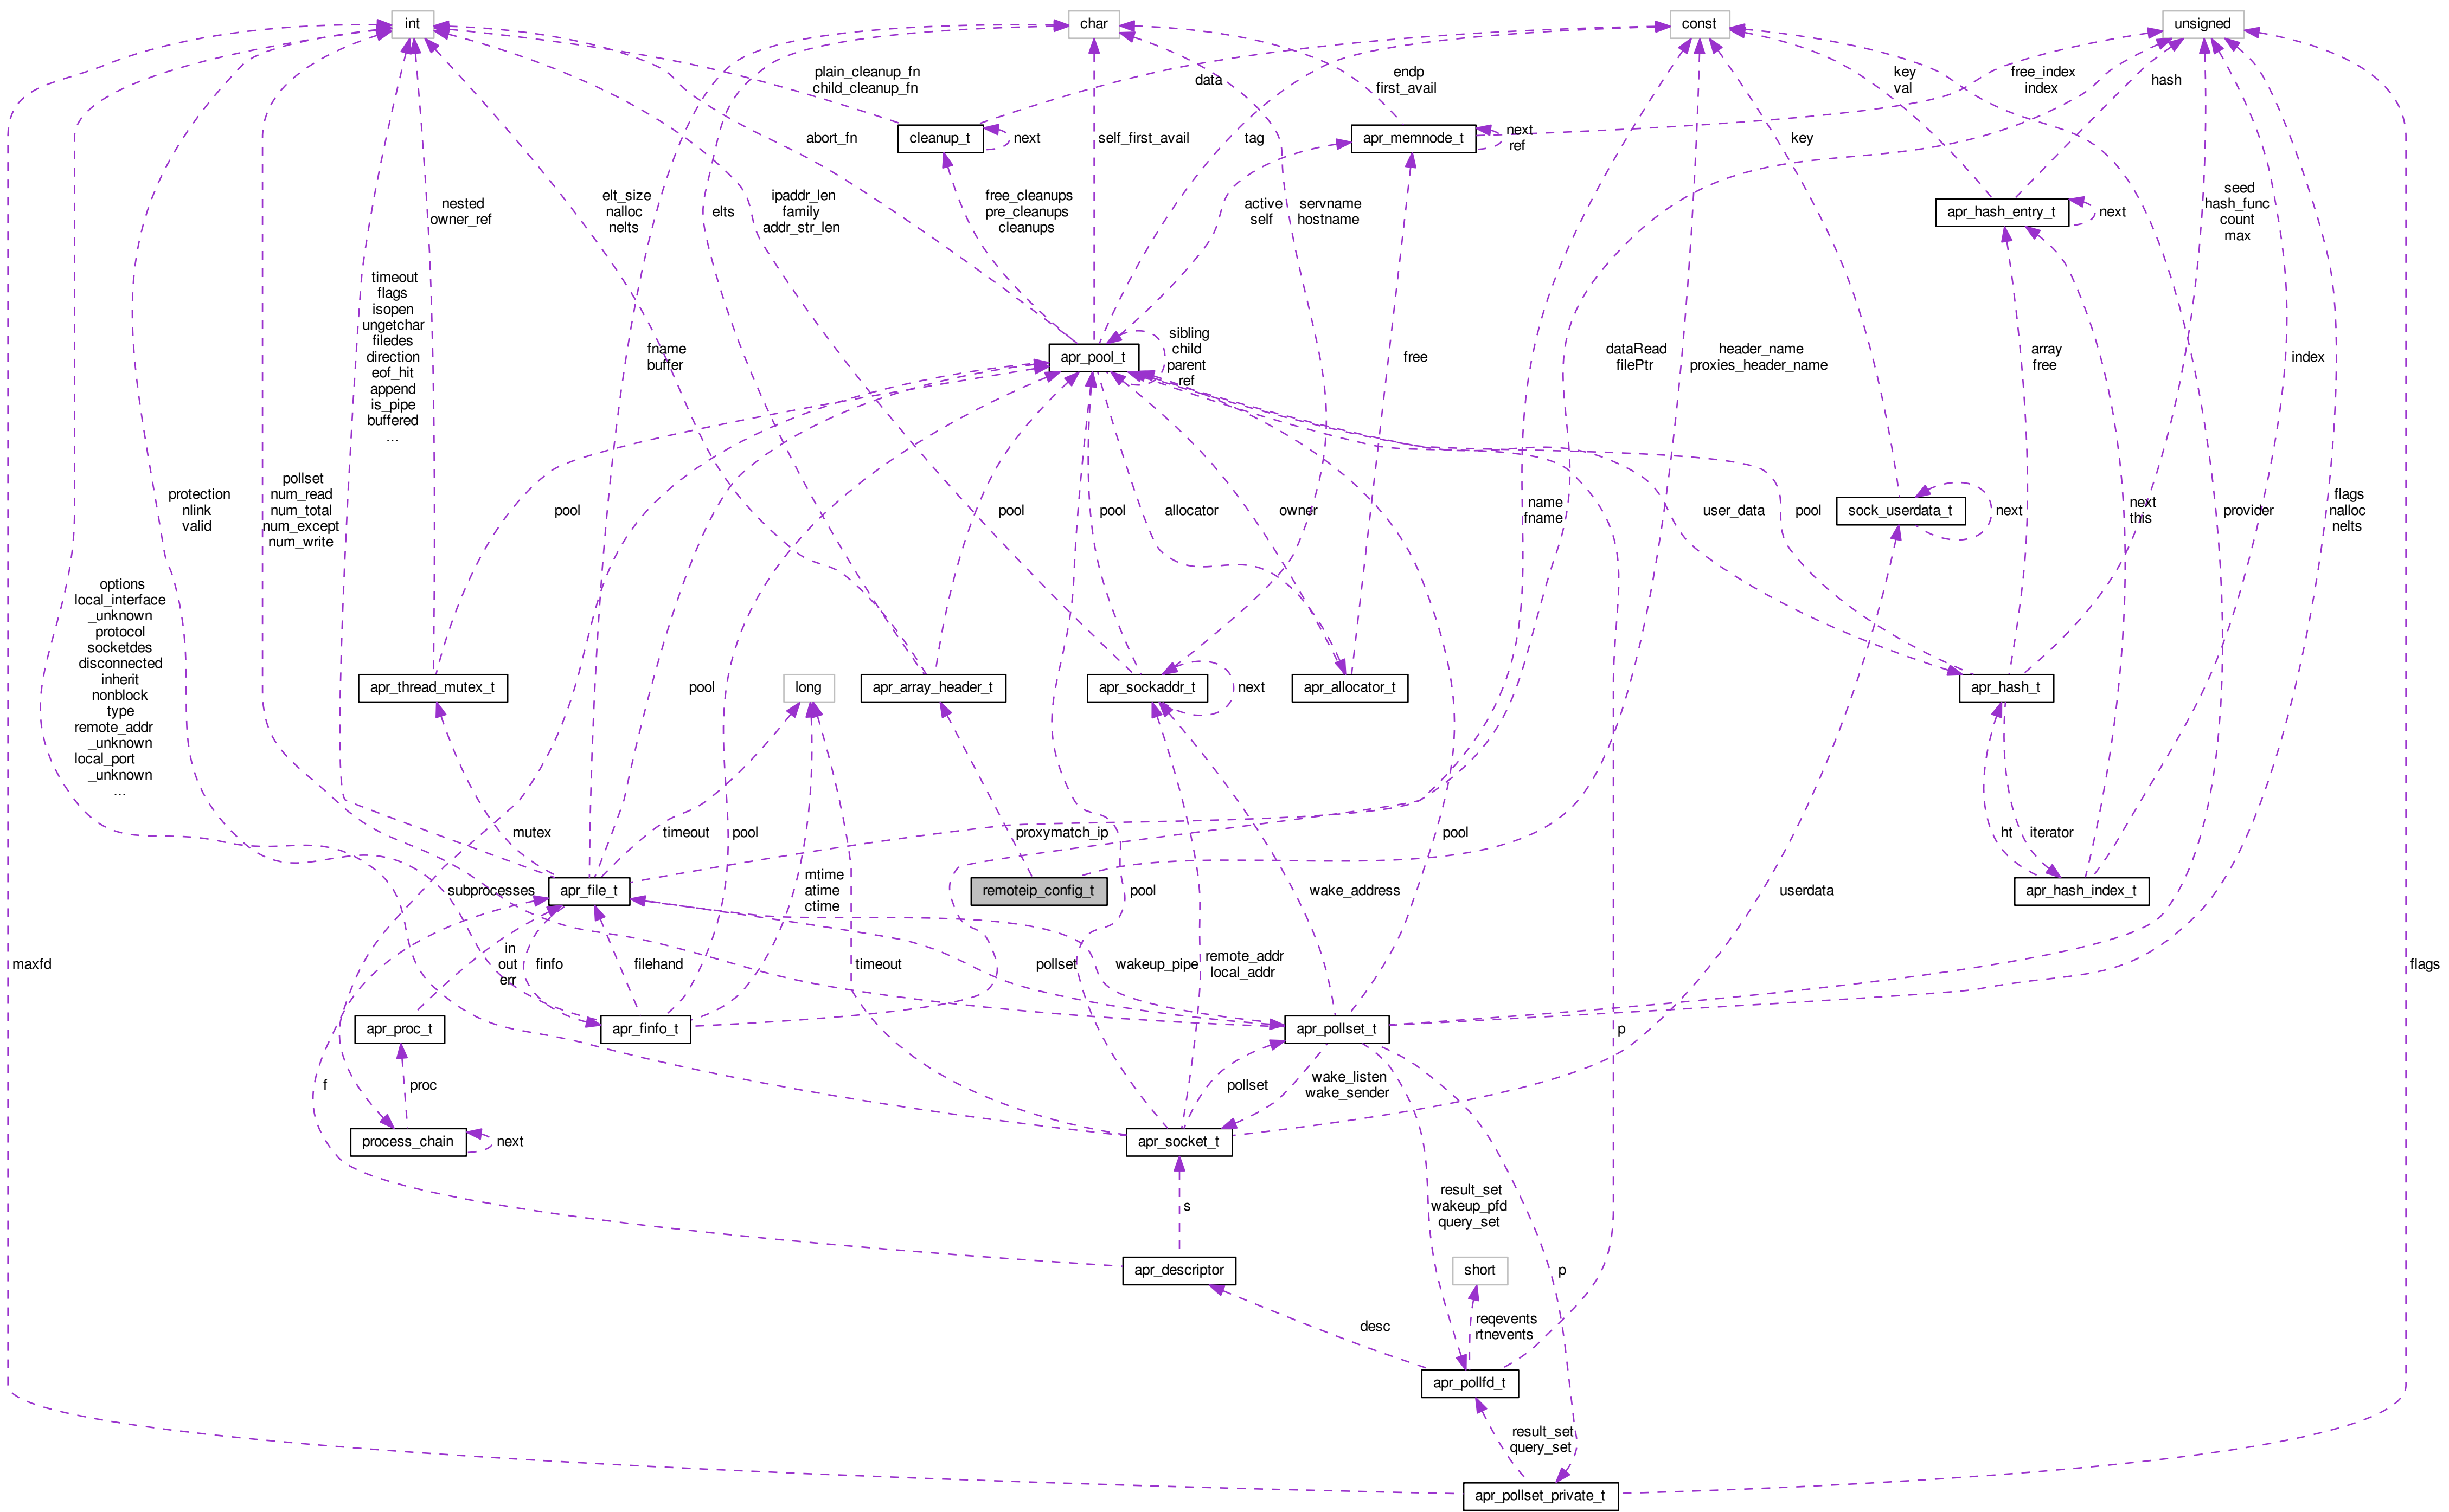 int
char
const
unsigned
plain_cleanup_fn
child_cleanup_fn
data
endp
first_avail
key
val
free_index
index
hash
cleanup_t
next
abort_fn
self_first_avail
tag
apr_memnode_t
next
ref
key
nested
owner_ref
elt_size
nalloc
nelts
elts
ipaddr_len
family
addr_str_len
free_cleanups
pre_cleanups
cleanups
active
self
servname
hostname
apr_hash_entry_t
next
seed
hash_func
count
max
timeout
flags
isopen
ungetchar
filedes
direction
eof_hit
append
is_pipe
buffered
...
fname
buffer
apr_pool_t
sibling
child
parent
ref
free
dataRead
filePtr
header_name
proxies_header_name
array
free
index
protection
nlink
valid
pollset
num_read
num_total
num_except
num_write
pool
pool
pool
allocator
owner
name
fname
user_data
pool
sock_userdata_t
next
next
this
provider
flags
nalloc
nelts
options
local_interface
_unknown
protocol
socketdes
disconnected
inherit
nonblock
type
remote_addr
_unknown
local_port
_unknown
...
apr_thread_mutex_t
pool
long
apr_array_header_t
apr_sockaddr_t
next
apr_allocator_t
apr_hash_t
mutex
timeout
pool
proxymatch_ip
pool
ht
iterator
subprocesses
apr_file_t
mtime
atime
ctime
remoteip_config_t
pool
wake_address
userdata
apr_hash_index_t
maxfd
in
out
err
finfo
filehand
timeout
pollset
wakeup_pipe
remote_addr
local_addr
flags
apr_proc_t
apr_finfo_t
apr_pollset_t
p
f
proc
pollset
wake_listen
wake_sender
process_chain
next
apr_socket_t
s
result_set
wakeup_pfd
query_set
apr_descriptor
short
p
desc
reqevents
rtnevents
apr_pollfd_t
result_set
query_set
apr_pollset_private_t